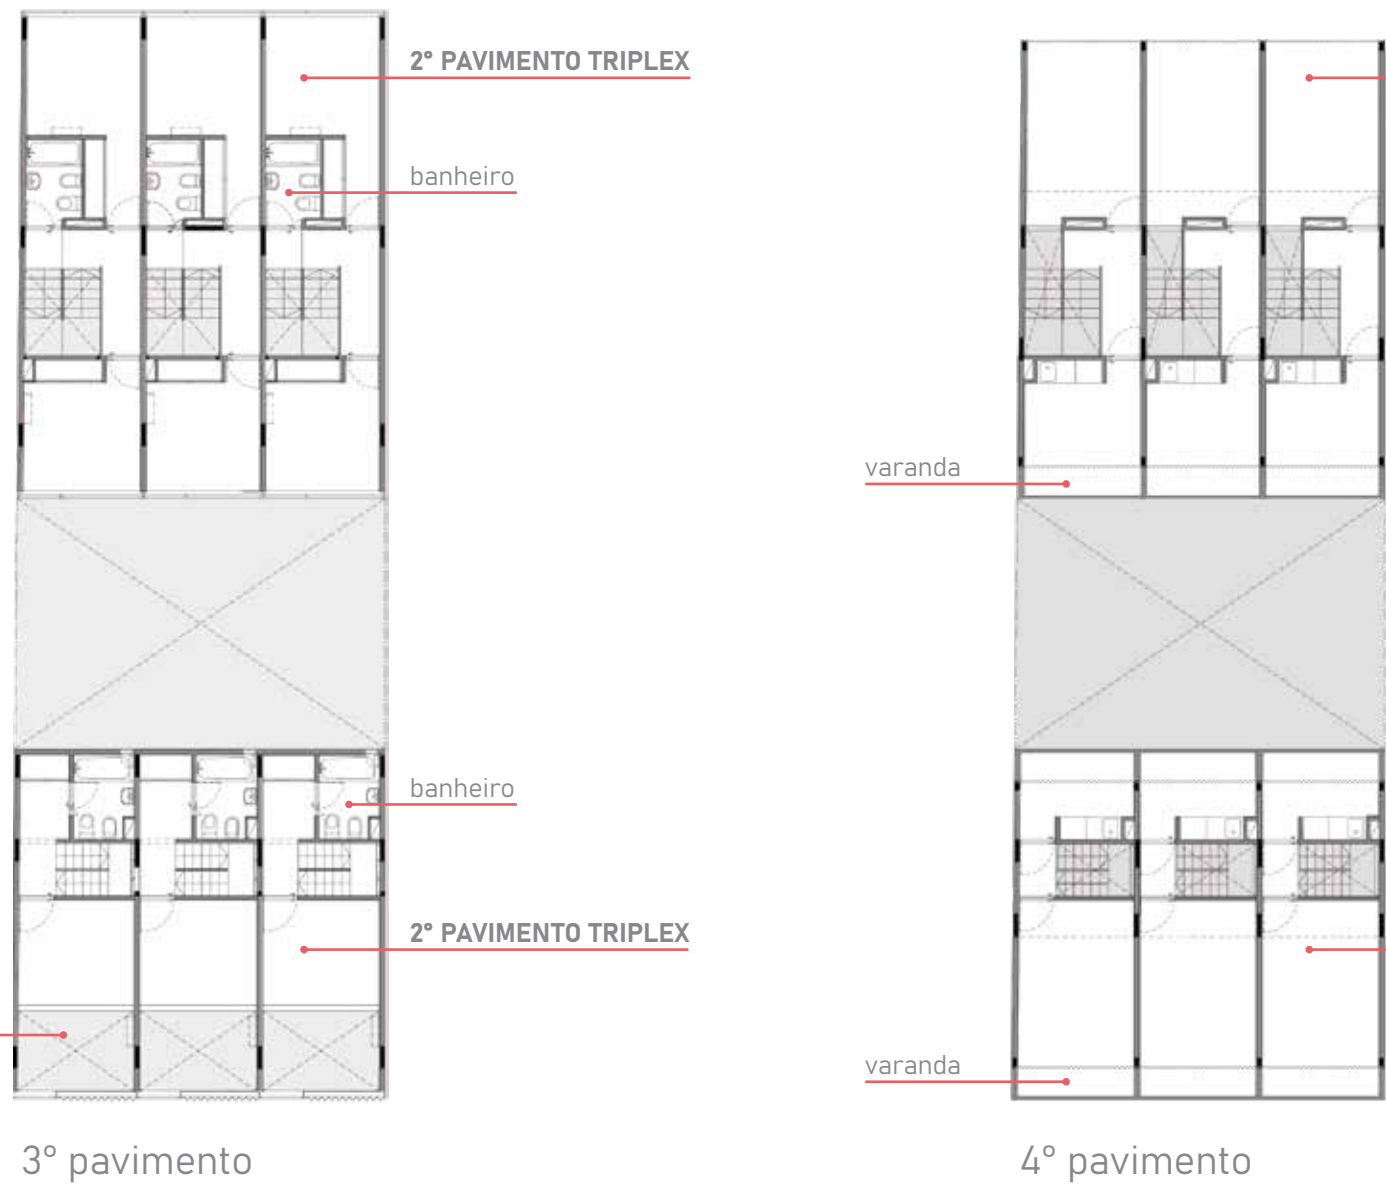 2° PAVIMENTO TRIPLEX
banheiro
varanda
banheiro
2° PAVIMENTO TRIPLEX
varanda
3° pavimento
4° pavimento